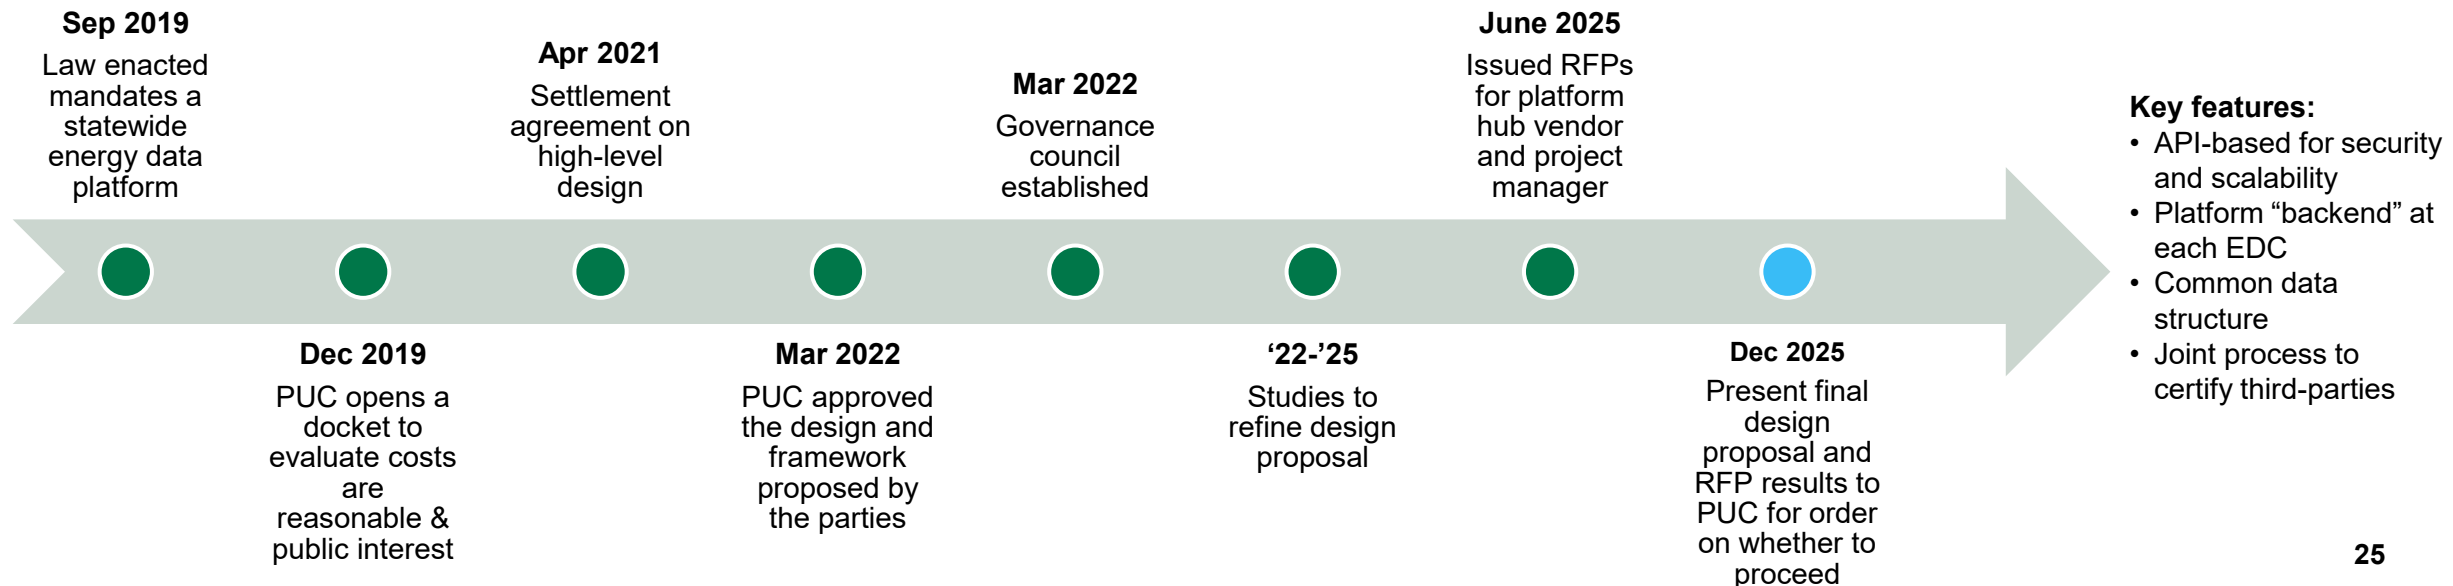 Sep 2019
Law enacted
mandates a
statewide
energy data
platform
Dec 2019
PUC opens a
docket to
evaluate costs
are
reasonable &
public interest
Apr 2021
Settlement
agreement on
high-level
design
Mar 2022
PUC approved
the design and
framework
proposed by
the parties
Mar 2022
Governance
council
established
‘22-’25
Studies to
refine design
proposal
June 2025
Issued RFPs
for platform
hub vendor
and project
manager
Dec 2025
Present final
design
proposal and
RFP results to
PUC for order
on whether to
proceed
Key features:
• API-based for security
and scalability
• Platform “backend” at
each EDC
• Common data
structure
• Joint process to
certify third-parties
25